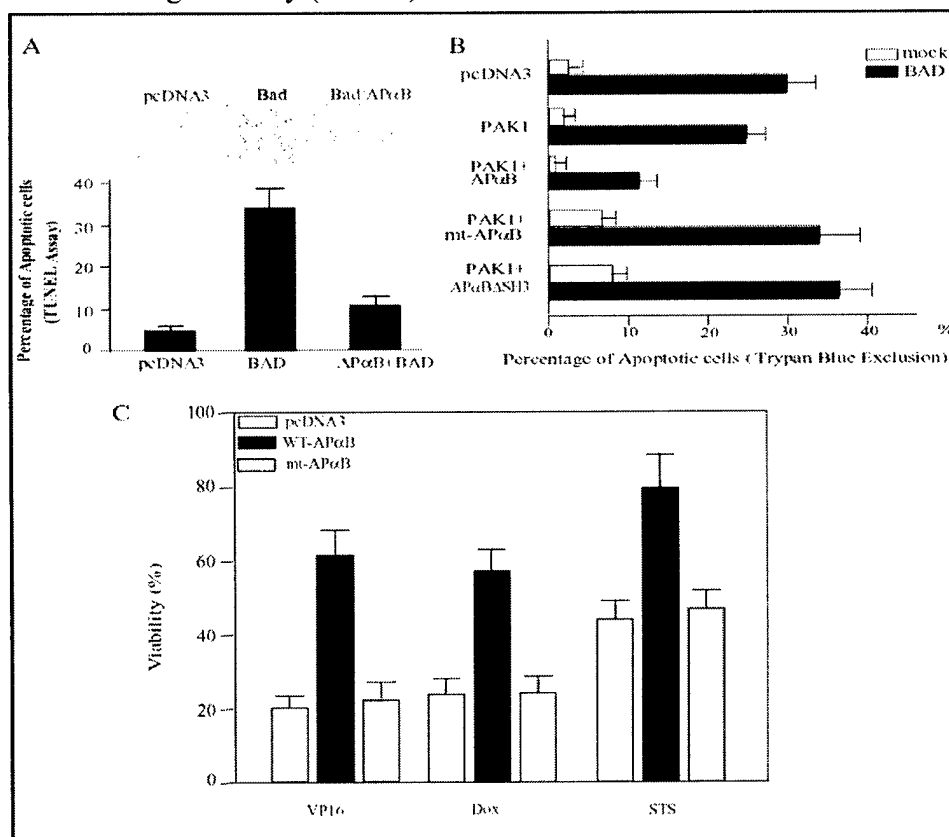 A
pcDNA3 Bad Bad/APαB
Percentage of Apoptotic cells
(TUNEL Assay)
40
30
20
10
0
pcDNA3 BAD APαB+BAD
B
mock
BAD
pcDNA3
PAK1
PAK1+
APαB
PAK1+
mt-APαB
PAK1+
APαBΔSH3
0 10 20 30 40 %
Percentage of Apoptotic cells (Trypan Blue Exclusion)
C
pcDNA3
WT-APαB
mt-APαB
Viability (%)
100
80
60
40
20
0
VP16 Dox STS